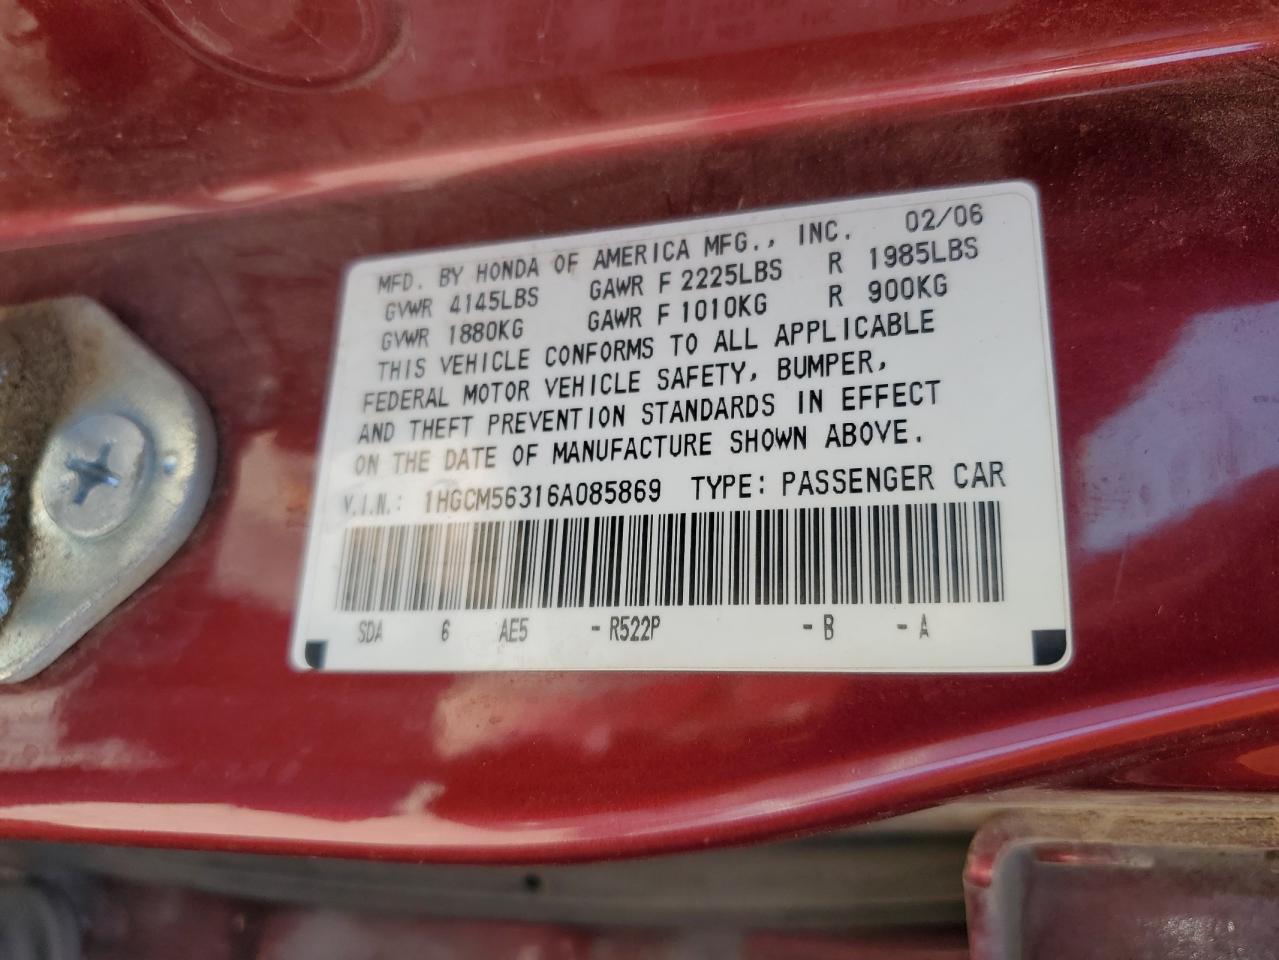 MFD. BY HONDA OF AMERICA MFG., INC. 02/06
GVWR 4145LBS GAWR F 2225LBS R 1985LBS
GVWR 1880KG GAWR F 1010KG R 900KG
THIS VEHICLE CONFORMS TO ALL APPLICABLE
FEDERAL MOTOR VEHICLE SAFETY, BUMPER,
AND THEFT PREVENTION STANDARDS IN EFFECT
ON THE DATE OF MANUFACTURE SHOWN ABOVE.
V.I.N.: 1HGCM56316A085869 TYPE: PASSENGER CAR
SDA 6 AE5 -R522P -B -A